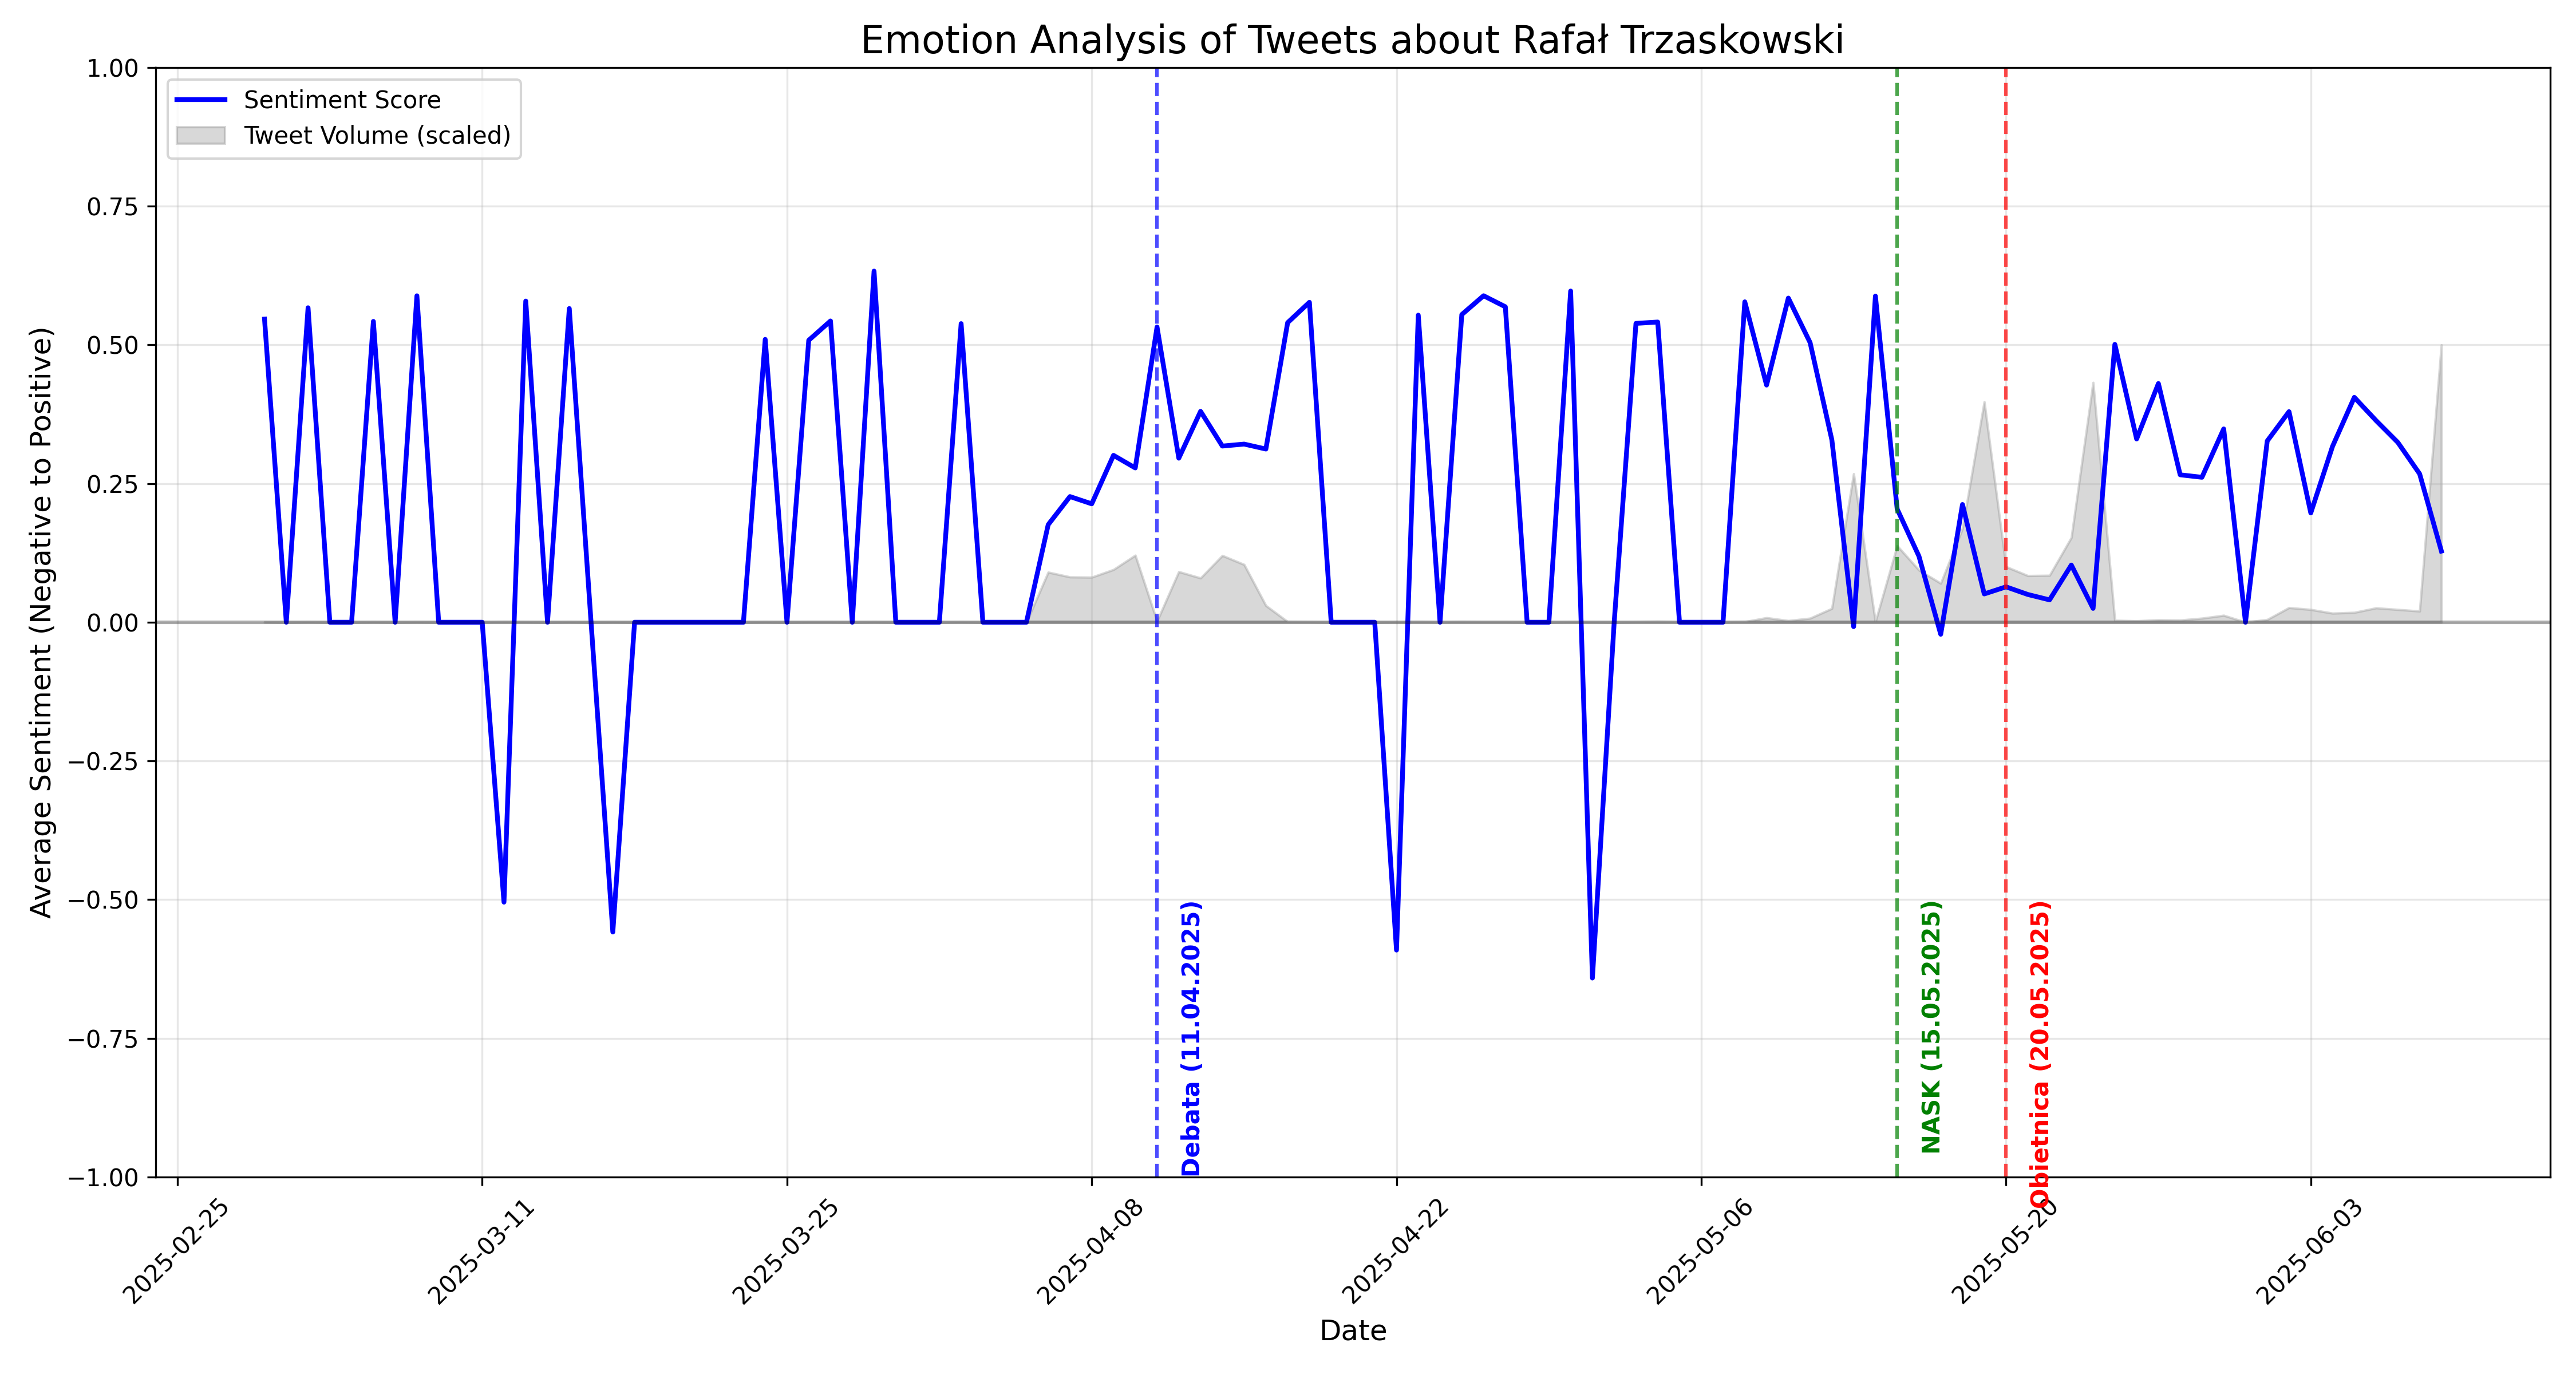 Emotion Analysis of Tweets about Rafał Trzaskowski
Sentiment Score
Tweet Volume (scaled)
Average Sentiment (Negative to Positive)
1.00
0.75
0.50
0.25
0.00
−0.25
−0.50
−0.75
−1.00
Debata (11.04.2025)
NASK (15.05.2025)
Obietnica (20.05.2025)
2025-02-25
2025-03-11
2025-03-25
2025-04-08
2025-04-22
2025-05-06
2025-05-20
2025-06-03
Date